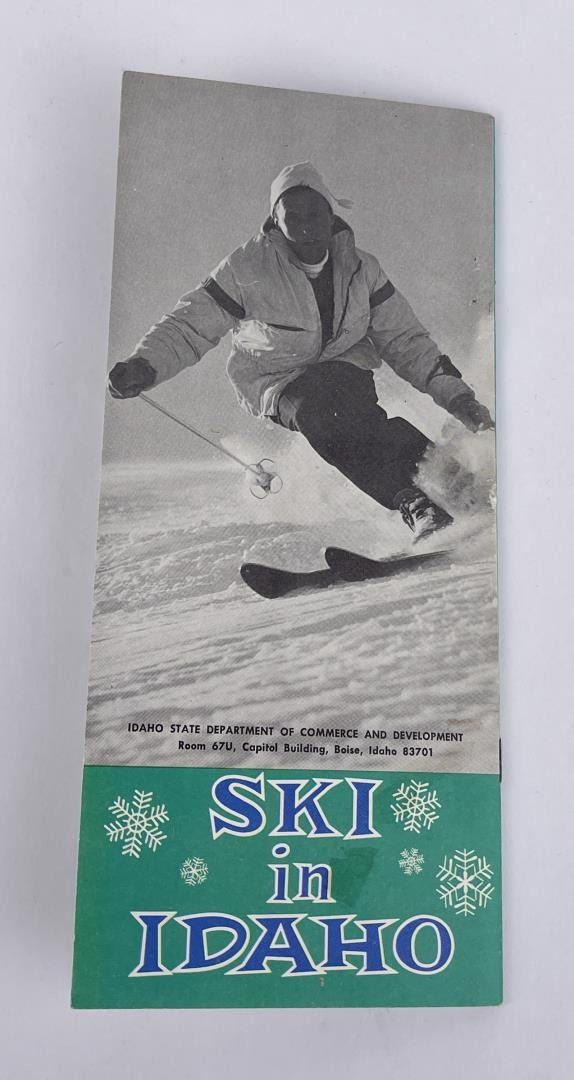 IDAHO STATE DEPARTMENT OF COMMERCE AND DEVELOPMENT
Room 67U, Capitol Building, Boise, Idaho 83701
SKI
in
IDAHO